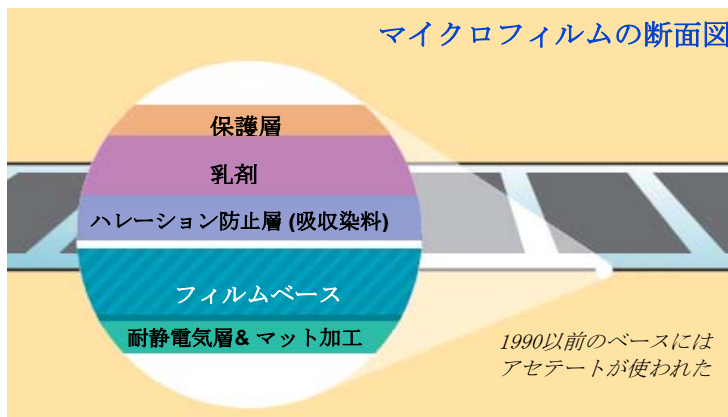 マイクロフィルムの断面図
保護層
乳剤
ハレーション防止層 (吸収染料)
フィルムベース
耐静電気層& マット加工
1990以前のベースには
アセテートが使われた